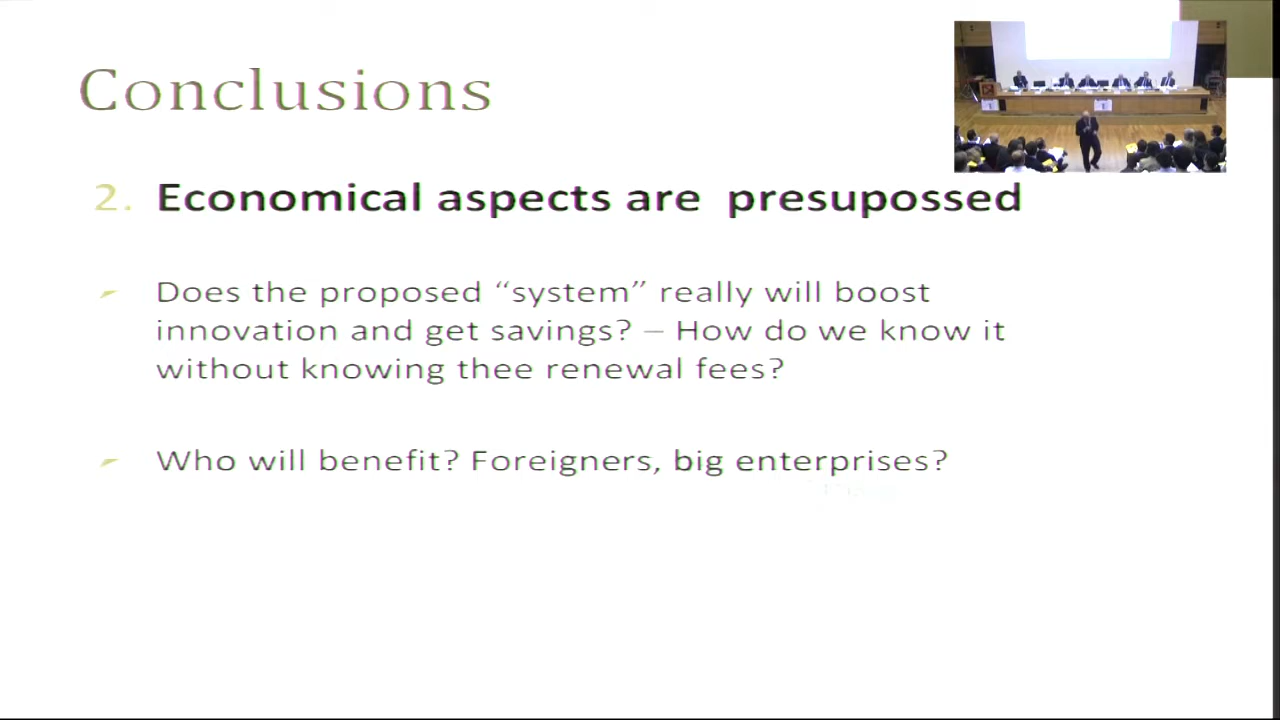 Conclusions
2. Economical aspects are presupossed
Does the proposed “system” really will boost
innovation and get savings? – How do we know it
without knowing thee renewal fees?
Who will benefit? Foreigners, big enterprises?